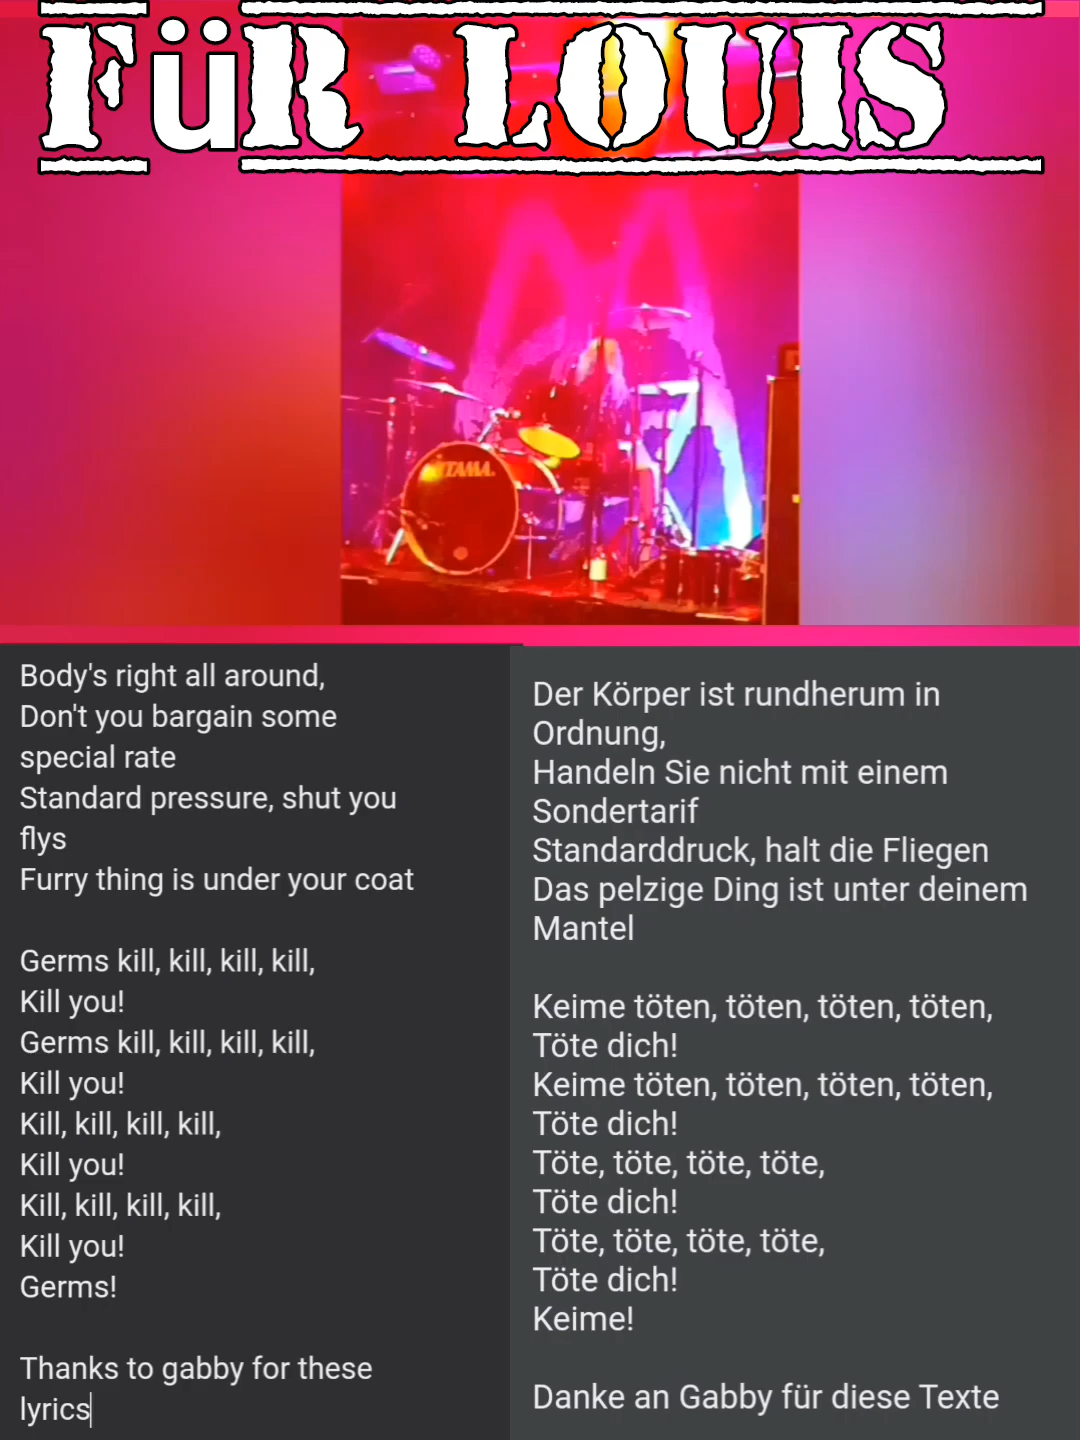 FüR LOUIS
TAMA
Body's right all around,
Don't you bargain some
special rate
Standard pressure, shut you
flys
Furry thing is under your coat
Germs kill, kill, kill, kill,
Kill you!
Germs kill, kill, kill, kill,
Kill you!
Kill, kill, kill, kill,
Kill you!
Kill, kill, kill, kill,
Kill you!
Germs!
Thanks to gabby for these
lyrics
Der Körper ist rundherum in
Ordnung,
Handeln Sie nicht mit einem
Sondertarif
Standarddruck, halt die Fliegen
Das pelzige Ding ist unter deinem
Mantel
Keime töten, töten, töten, töten,
Töte dich!
Keime töten, töten, töten, töten,
Töte dich!
Töte, töte, töte, töte,
Töte dich!
Töte, töte, töte, töte,
Töte dich!
Keime!
Danke an Gabby für diese Texte